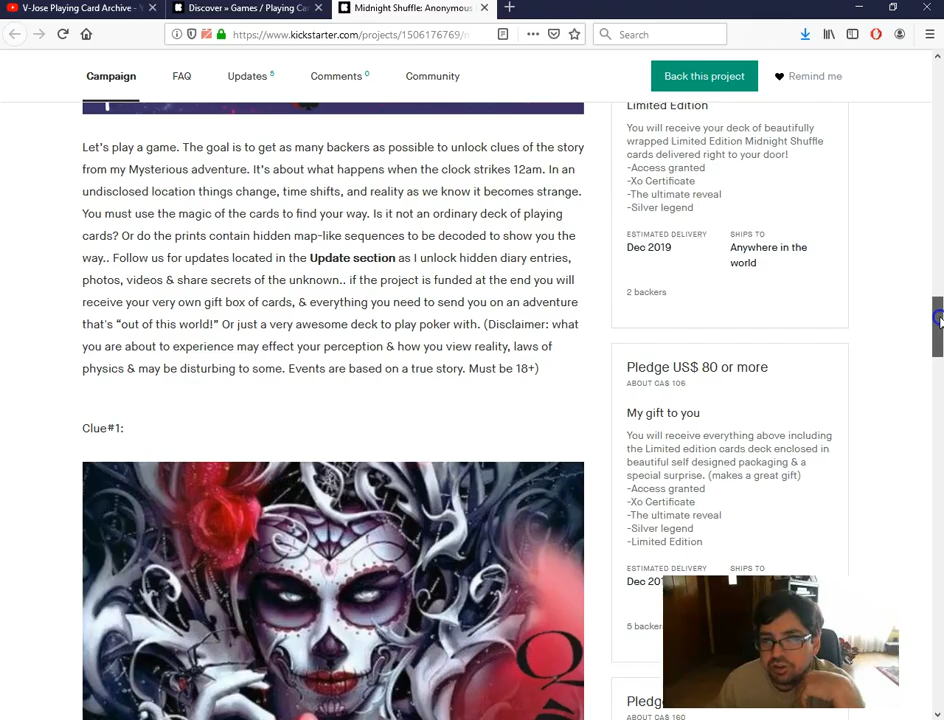 V-Jose Playing Card Archive -
Discover » Games / Playing Ca
Midnight Shuffle: Anonymous
https://www.kickstarter.com/projects/1506176769/
Search
Campaign
FAQ
Updates 5
Comments 0
Community
Back this project
Remind me
Let's play a game. The goal is to get as many backers as possible to unlock clues of the story
from my Mysterious adventure. It's about what happens when the clock strikes 12am. In an
undisclosed location things change, time shifts, and reality as we know it becomes strange.
You must use the magic of the cards to find your way. Is it not an ordinary deck of playing
cards? Or do the prints contain hidden map-like sequences to be decoded to show you the
way.. Follow us for updates located in the Update section as I unlock hidden diary entries,
photos, videos & share secrets of the unknown.. if the project is funded at the end you will
receive your very own gift box of cards, & everything you need to send you on an adventure
that's “out of this world!” Or just a very awesome deck to play poker with. (Disclaimer: what
you are about to experience may effect your perception & how you view reality, laws of
physics & may be disturbing to some. Events are based on a true story. Must be 18+)
Clue#1:
Q
Limited Edition
You will receive your deck of beautifully
wrapped Limited Edition Midnight Shuffle
cards delivered right to your door!
-Access granted
-Xo Certificate
-The ultimate reveal
-Silver legend
ESTIMATED DELIVERY
Dec 2019
SHIPS TO
Anywhere in the
world
2 backers
Pledge US$ 80 or more
ABOUT CA$ 106
My gift to you
You will receive everything above including
the Limited edition cards deck enclosed in
beautiful self designed packaging & a
special surprise. (makes a great gift)
-Access granted
-Xo Certificate
-The ultimate reveal
-Silver legend
-Limited Edition
ESTIMATED DELIVERY
Dec 201
SHIPS TO
5 backer
Pledg
ABOUT CA$ 160